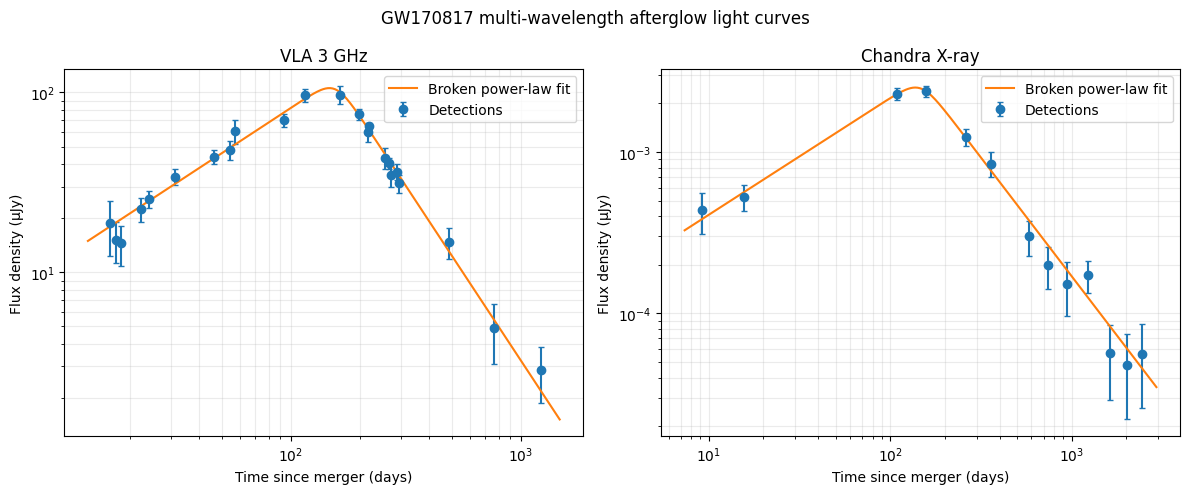 GW170817 multi-wavelength afterglow light curves
VLA 3 GHz
Broken power-law fit
Detections
10²
10¹
Flux density (μJy)
10²
10³
Time since merger (days)
Chandra X-ray
Broken power-law fit
Detections
10⁻³
10⁻⁴
Flux density (μJy)
10¹
10²
10³
Time since merger (days)